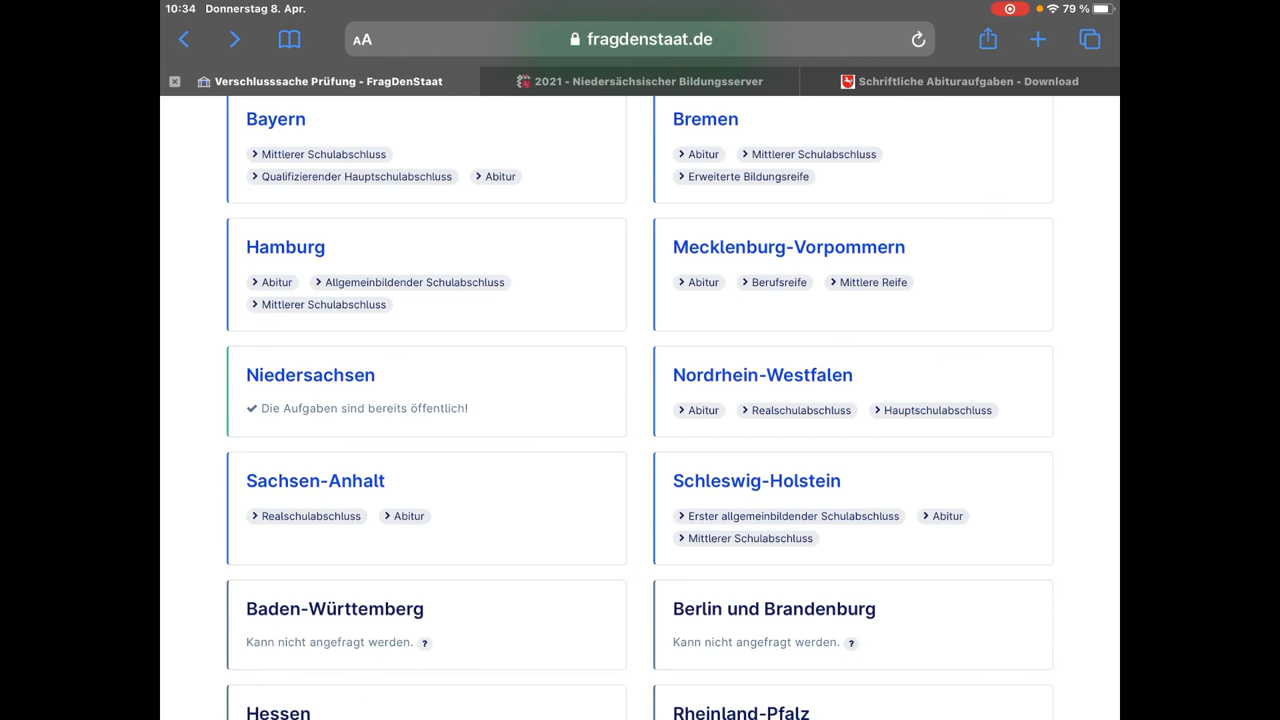 10:34 Donnerstag 8. Apr.
79 %
AA
fragdenstaat.de
Verschlusssache Prüfung - FragDenStaat
2021 - Niedersächsischer Bildungsserver
Schriftliche Abituraufgaben - Download
Bayern
Mittlerer Schulabschluss
Qualifizierender Hauptschulabschluss Abitur
Bremen
Abitur Mittlerer Schulabschluss
Erweiterte Bildungsreife
Hamburg
Abitur Allgemeinbildender Schulabschluss
Mittlerer Schulabschluss
Mecklenburg-Vorpommern
Abitur Berufsreife Mittlere Reife
Niedersachsen
Die Aufgaben sind bereits öffentlich!
Nordrhein-Westfalen
Abitur Realschulabschluss Hauptschulabschluss
Sachsen-Anhalt
Realschulabschluss Abitur
Schleswig-Holstein
Erster allgemeinbildender Schulabschluss Abitur
Mittlerer Schulabschluss
Baden-Württemberg
Kann nicht angefragt werden. ?
Berlin und Brandenburg
Kann nicht angefragt werden. ?
Hessen
Rheinland-Pfalz